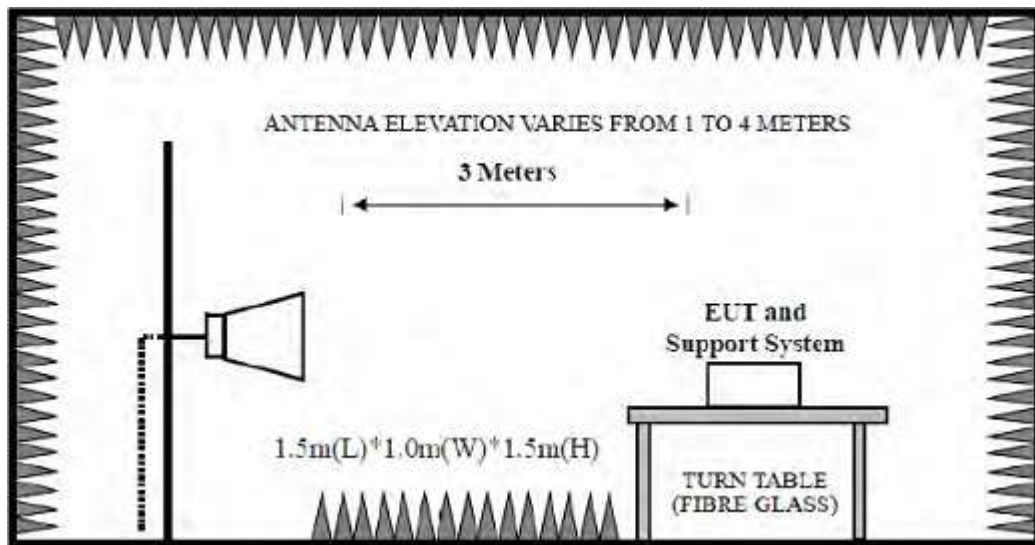 ANTENNA ELEVATION VARIES FROM 1 TO 4 METERS
3 Meters
EUT and
Support System
1.5m(L)*1.0m(W)*1.5m(H)
TURN TABLE
(FIBRE GLASS)